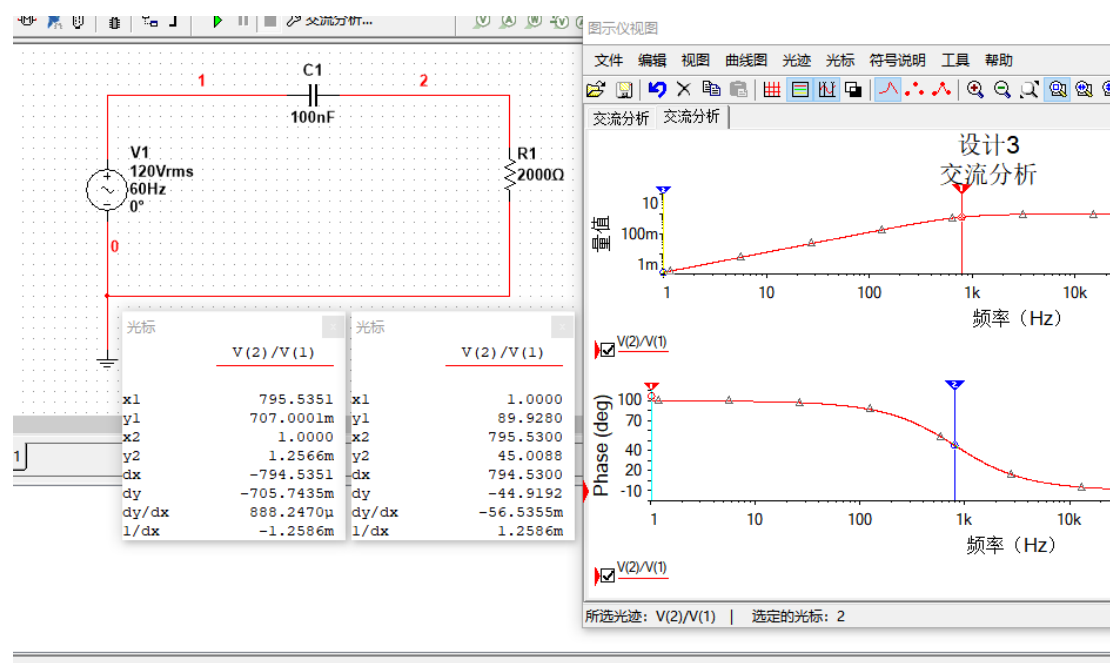 交流分析...
图示仪视图
文件 编辑 视图 曲线图 光迹 光标 符号说明 工具 帮助
交流分析 交流分析
C1
1
2
100nF
V1
120Vrms
60Hz
0°
R1
2000Ω
0
设计3
交流分析
量值
10
100m
1m
1 10 100 1k 10k
频率（Hz）
V(2)/V(1)
Phase (deg)
100
70
40
20
-10
1 10 100 1k 10k
频率（Hz）
V(2)/V(1)
所选光迹: V(2)/V(1) | 选定的光标: 2
光标
V(2)/V(1)
x1 795.5351
y1 707.0001m
x2 1.0000
y2 1.2566m
dx -794.5351
dy -705.7435m
dy/dx 888.2470μ
1/dx -1.2586m
光标
V(2)/V(1)
x1 1.0000
y1 89.9280
x2 795.5300
y2 45.0088
dx 794.5300
dy -44.9192
dy/dx -56.5355m
1/dx 1.2586m
1